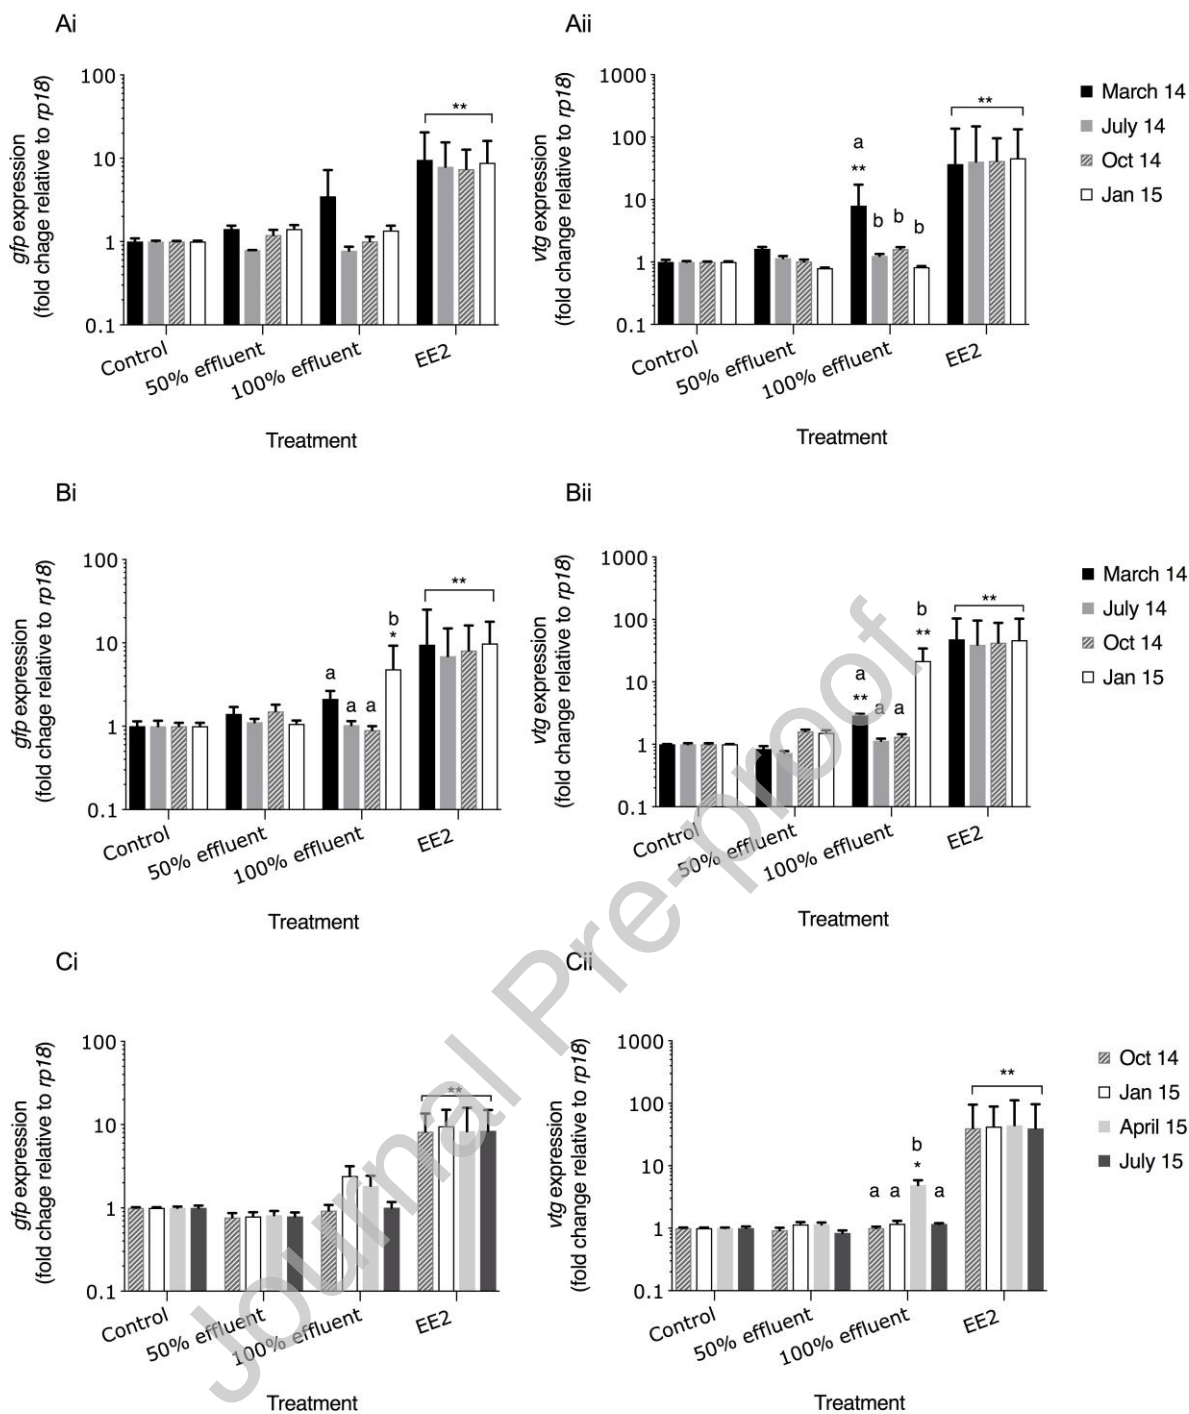 Ai
Aii
gfp expression
(fold chage relative to rp18)
100
10
1
0.1
**
Control
50% effluent
100% effluent
EE2
Treatment
vtg expression
(fold change relative to rp18)
1000
100
10
1
0.1
a
**
b
b
b
**
Control
50% effluent
100% effluent
EE2
Treatment
March 14
July 14
Oct 14
Jan 15
Bi
Bii
gfp expression
(fold chage relative to rp18)
100
10
1
0.1
a
a
a
b
*
**
Control
50% effluent
100% effluent
EE2
Treatment
vtg expression
(fold change relative to rp18)
1000
100
10
1
0.1
a
**
a
a
b
**
**
Control
50% effluent
100% effluent
EE2
Treatment
March 14
July 14
Oct 14
Jan 15
Ci
Cii
gfp expression
(fold chage relative to rp18)
100
10
1
0.1
**
Control
50% effluent
100% effluent
EE2
Treatment
vtg expression
(fold change relative to rp18)
1000
100
10
1
0.1
a
a
b
*
a
**
Control
50% effluent
100% effluent
EE2
Treatment
Oct 14
Jan 15
April 15
July 15
Journal Pre-proof